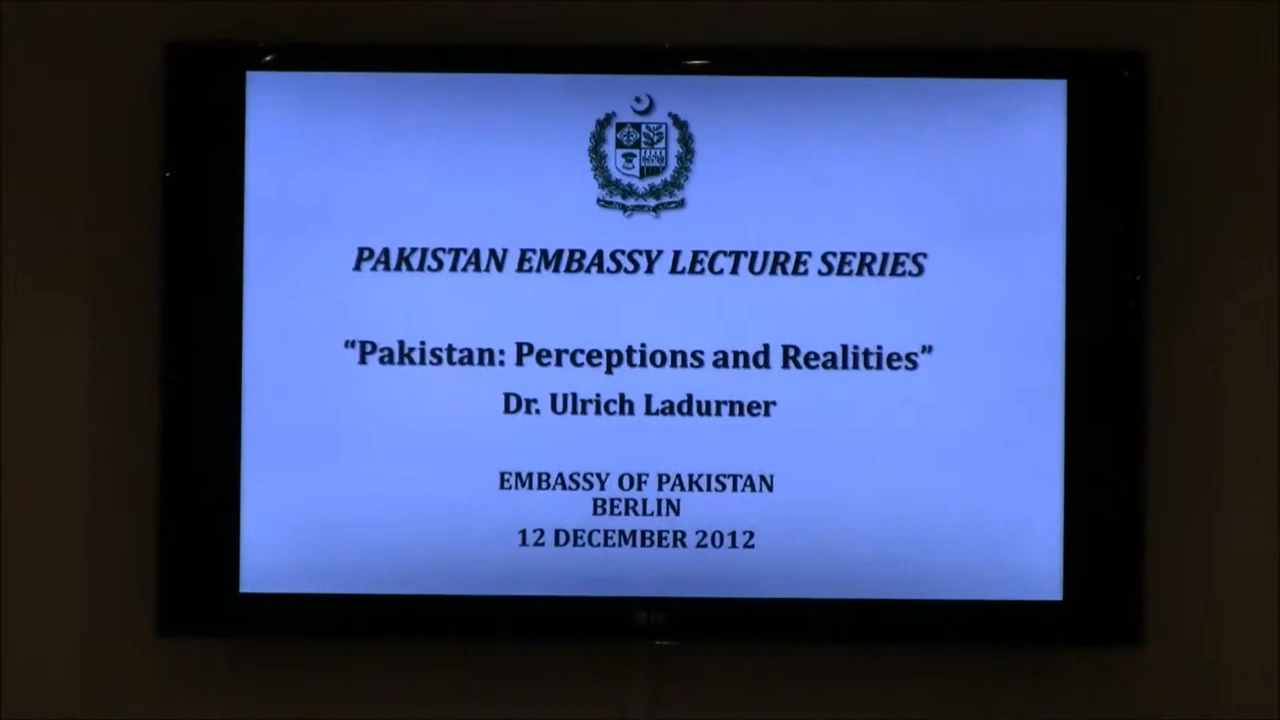 PAKISTAN EMBASSY LECTURE SERIES
“Pakistan: Perceptions and Realities”
Dr. Ulrich Ladurner
EMBASSY OF PAKISTAN
BERLIN
12 DECEMBER 2012